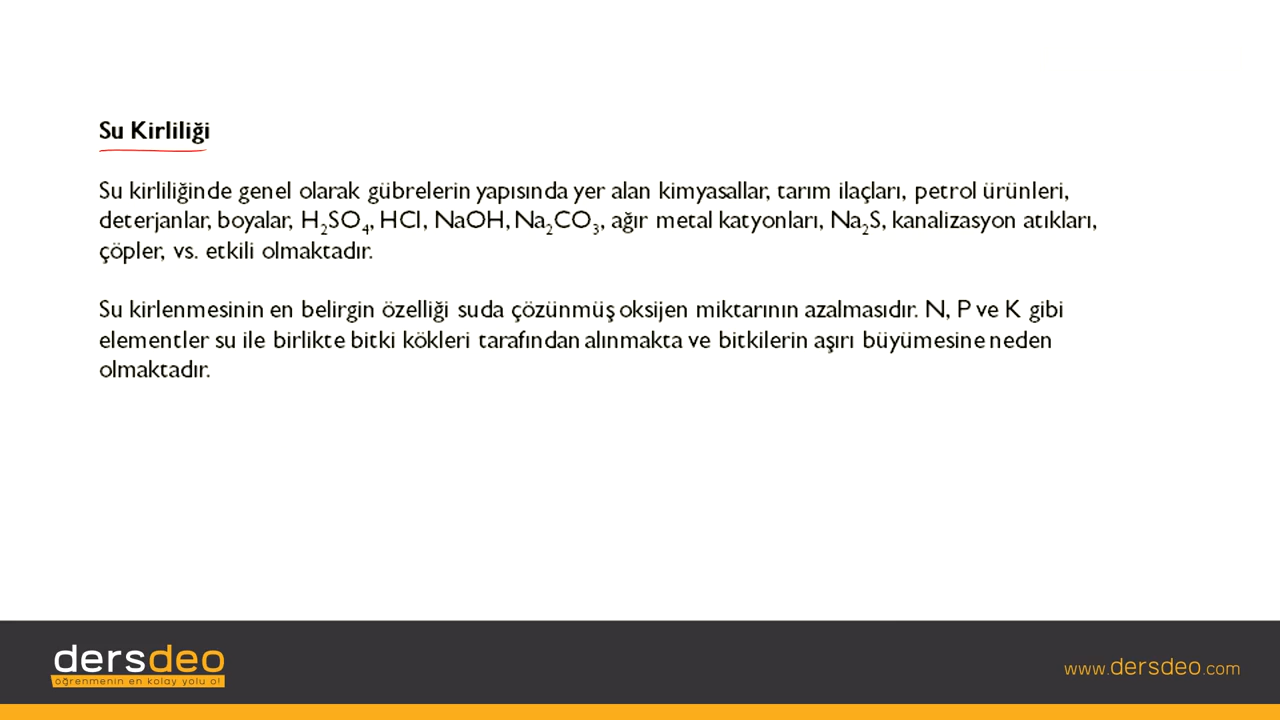 Su Kirliliği
Su kirliliğinde genel olarak gübrelerin yapısında yer alan kimyasallar, tarım ilaçları, petrol ürünleri,
deterjanlar, boyalar, H₂SO₄, HCl, NaOH, Na₂CO₃, ağır metal katyonları, Na₂S, kanalizasyon atıkları,
çöpler, vs. etkili olmaktadır.
Su kirlenmesinin en belirgin özelliği suda çözünmüş oksijen miktarının azalmasıdır. N, P ve K gibi
elementler su ile birlikte bitki kökleri tarafından alınmakta ve bitkilerin aşırı büyümesine neden
olmaktadır.
dersdeo
öğrenmenin en kolay yolu o!
www.dersdeo.com